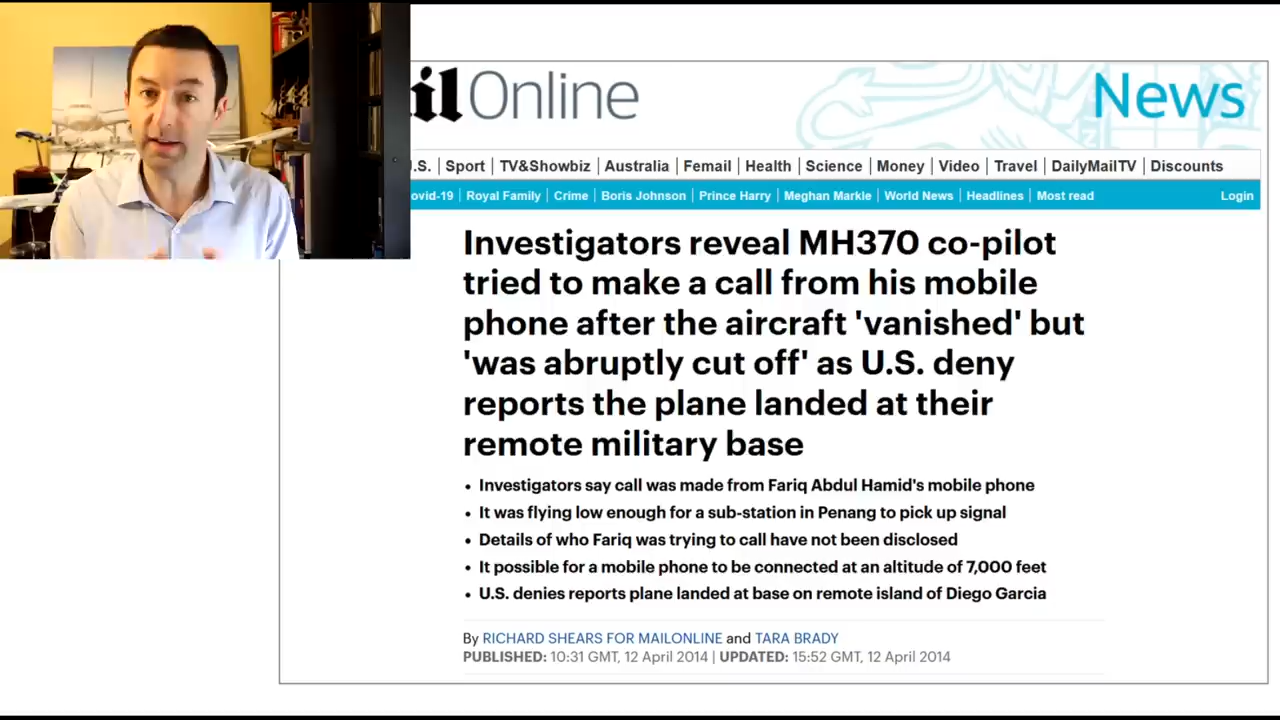 il Online
News
.S. | Sport | TV&Showbiz | Australia | Femail | Health | Science | Money | Video | Travel | DailyMailTV | Discounts
ovid-19 | Royal Family | Crime | Boris Johnson | Prince Harry | Meghan Markle | World News | Headlines | Most read Login
Investigators reveal MH370 co-pilot
tried to make a call from his mobile
phone after the aircraft 'vanished' but
'was abruptly cut off' as U.S. deny
reports the plane landed at their
remote military base
• Investigators say call was made from Fariq Abdul Hamid's mobile phone
• It was flying low enough for a sub-station in Penang to pick up signal
• Details of who Fariq was trying to call have not been disclosed
• It possible for a mobile phone to be connected at an altitude of 7,000 feet
• U.S. denies reports plane landed at base on remote island of Diego Garcia
By RICHARD SHEARS FOR MAILONLINE and TARA BRADY
PUBLISHED: 10:31 GMT, 12 April 2014 | UPDATED: 15:52 GMT, 12 April 2014